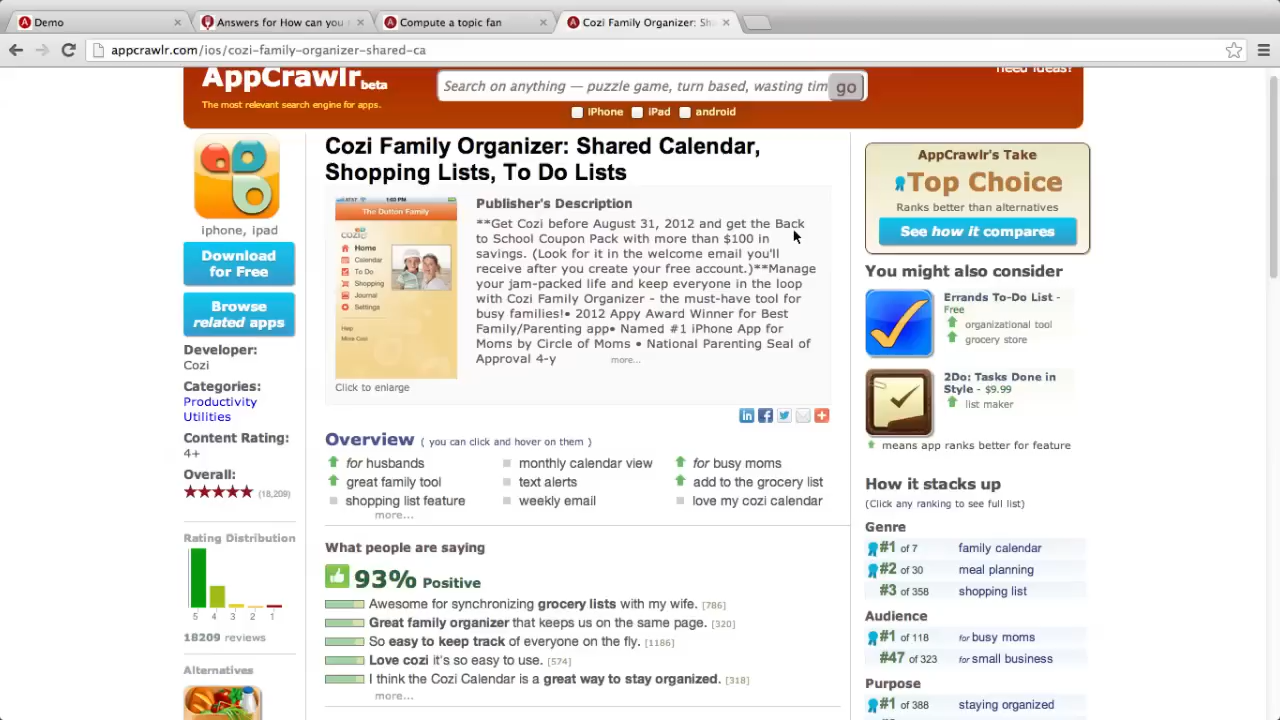 Demo
Answers for How can you s
Compute a topic fan
Cozi Family Organizer: Sha
appcrawlr.com/ios/cozi-family-organizer-shared-ca
AppCrawlr beta
The most relevant search engine for apps.
Search on anything — puzzle game, turn based, wasting tim
go
need ideas?
iPhone iPad android
iphone, ipad
Download
for Free
Browse
related apps
Developer:
Cozi
Categories:
Productivity
Utilities
Content Rating:
4+
Overall:
(18,209)
Rating Distribution
5 4 3 2 1
18209 reviews
Alternatives
Cozi Family Organizer: Shared Calendar,
Shopping Lists, To Do Lists
AT&T 1:03 PM
The Dutton Family
cozi
Home
Calendar
To Do
Shopping
Journal
Settings
Help
More Cozi
Click to enlarge
Publisher's Description
**Get Cozi before August 31, 2012 and get the Back
to School Coupon Pack with more than $100 in
savings. (Look for it in the welcome email you'll
receive after you create your free account.)**Manage
your jam-packed life and keep everyone in the loop
with Cozi Family Organizer - the must-have tool for
busy families!• 2012 Appy Award Winner for Best
Family/Parenting app• Named #1 iPhone App for
Moms by Circle of Moms • National Parenting Seal of
Approval 4-y more...
Overview ( you can click and hover on them )
for husbands monthly calendar view for busy moms
great family tool text alerts add to the grocery list
shopping list feature weekly email love my cozi calendar
more...
What people are saying
93% Positive
Awesome for synchronizing grocery lists with my wife. [786]
Great family organizer that keeps us on the same page. [320]
So easy to keep track of everyone on the fly. [1186]
Love cozi it's so easy to use. [574]
I think the Cozi Calendar is a great way to stay organized. [318]
more...
AppCrawlr's Take
Top Choice
Ranks better than alternatives
See how it compares
You might also consider
Errands To-Do List -
Free
organizational tool
grocery store
2Do: Tasks Done in
Style - $9.99
list maker
means app ranks better for feature
How it stacks up
(Click any ranking to see full list)
Genre
#1 of 7 family calendar
#2 of 30 meal planning
#3 of 358 shopping list
Audience
#1 of 118 for busy moms
#47 of 323 for small business
Purpose
#1 of 388 staying organized